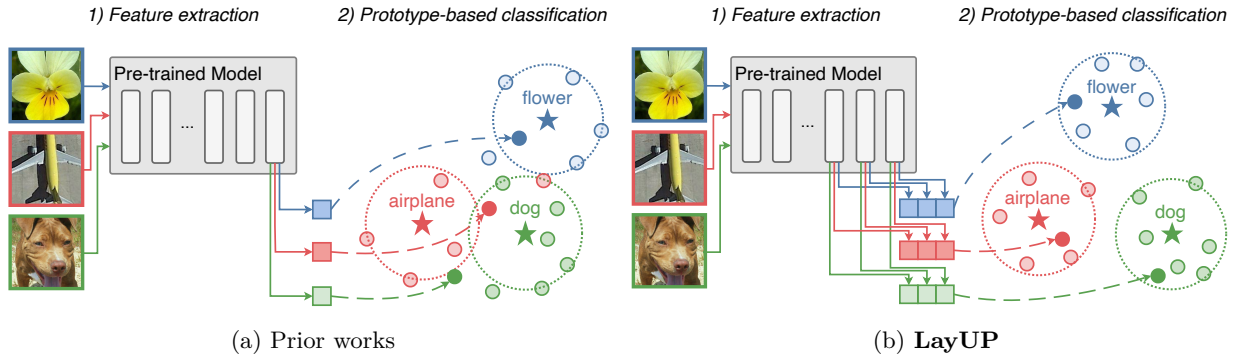 1) Feature extraction
2) Prototype-based classification
Pre-trained Model
...
flower
airplane
dog
(a) Prior works
1) Feature extraction
2) Prototype-based classification
Pre-trained Model
...
flower
airplane
dog
(b) LayUP